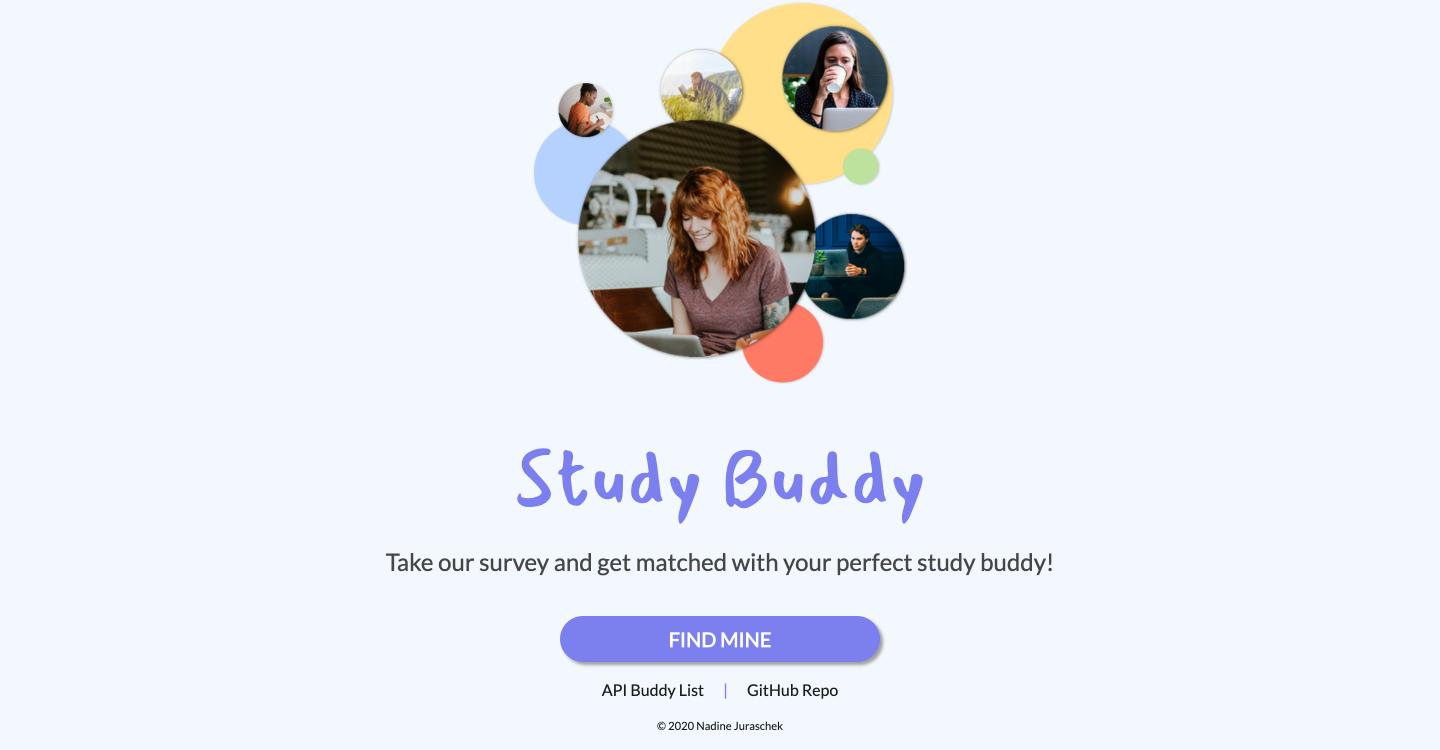 Study Buddy
Take our survey and get matched with your perfect study buddy!
FIND MINE
API Buddy List | GitHub Repo
© 2020 Nadine Juraschek